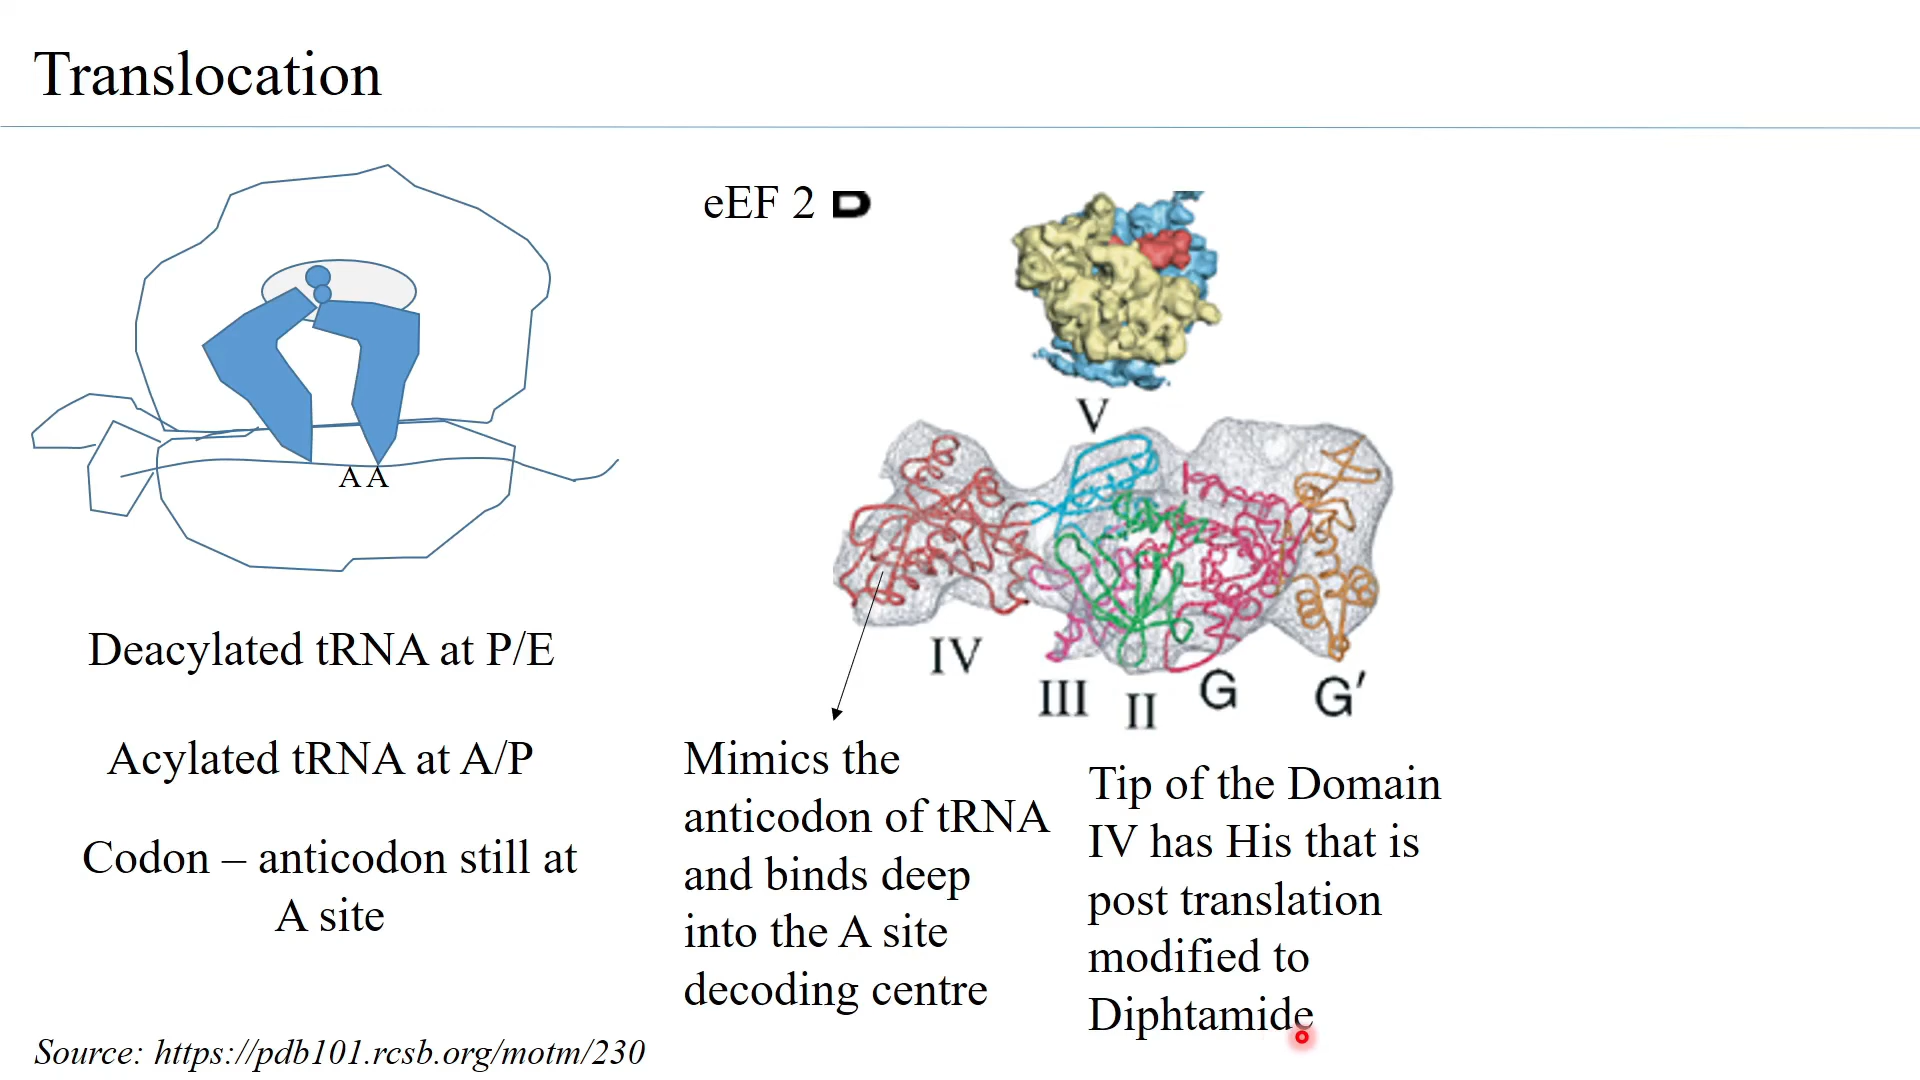 Translocation
eEF 2
A A
Deacylated tRNA at P/E
Acylated tRNA at A/P
Codon – anticodon still at
A site
V
IV
III
II
G
G'
Mimics the
anticodon of tRNA
and binds deep
into the A site
decoding centre
Tip of the Domain
IV has His that is
post translation
modified to
Diphtamide
Source: https://pdb101.rcsb.org/motm/230